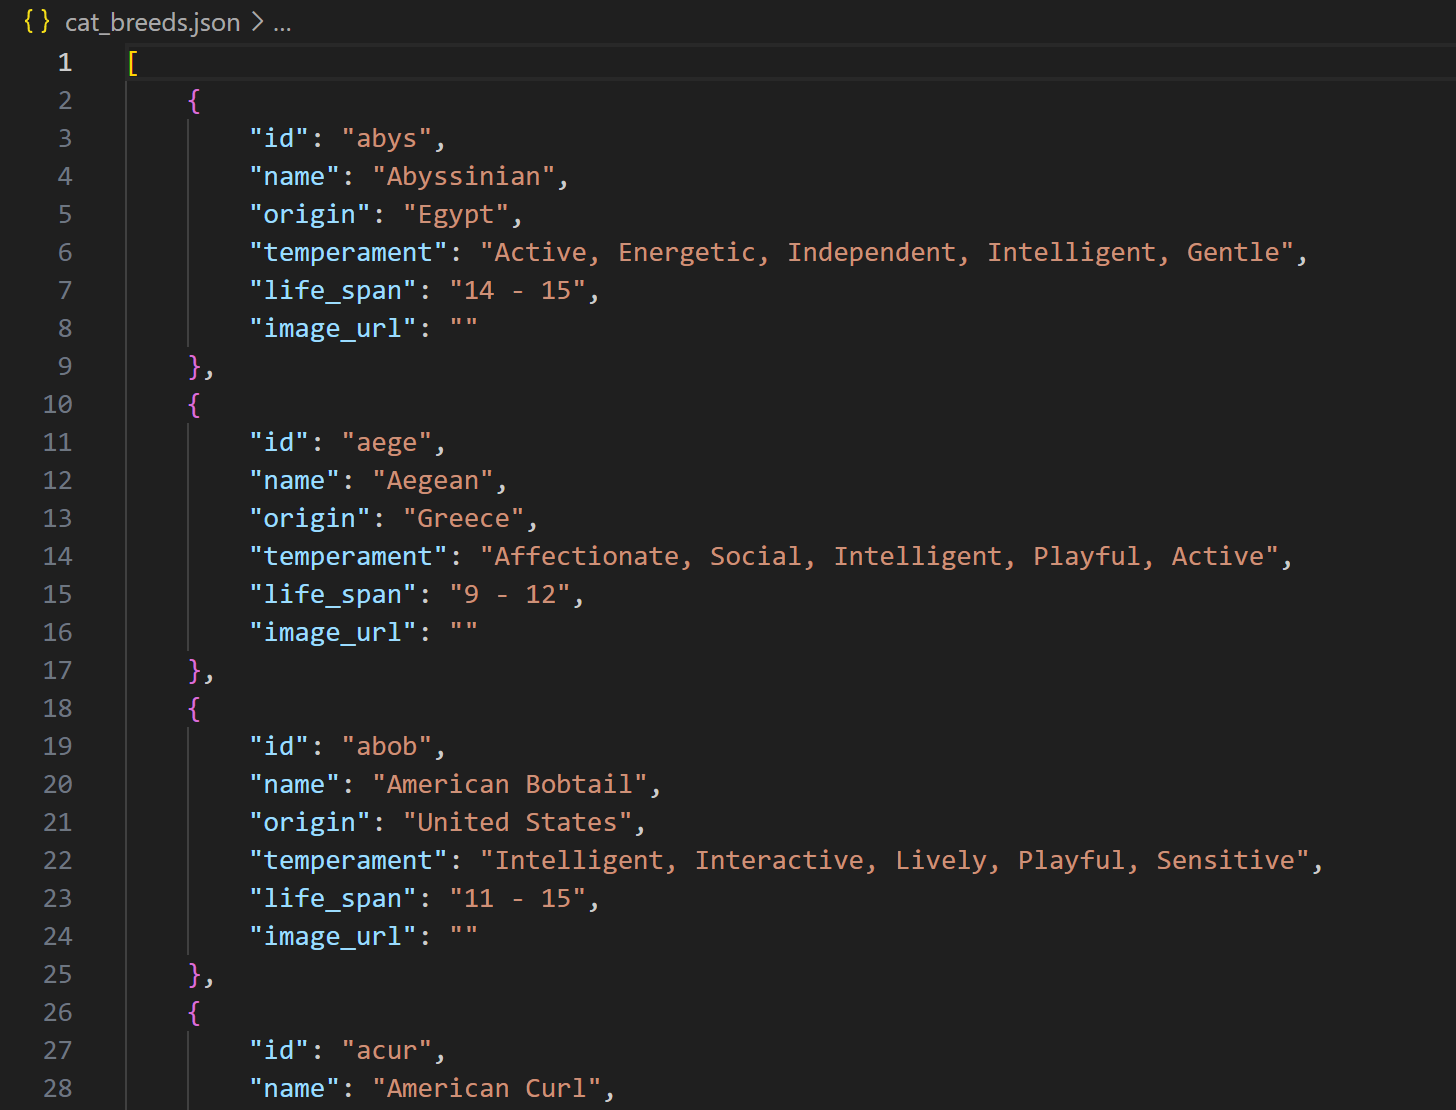 { } cat_breeds.json > ...
1 [
2 {
3 "id": "abys",
4 "name": "Abyssinian",
5 "origin": "Egypt",
6 "temperament": "Active, Energetic, Independent, Intelligent, Gentle",
7 "life_span": "14 - 15",
8 "image_url": ""
9 },
10 {
11 "id": "aege",
12 "name": "Aegean",
13 "origin": "Greece",
14 "temperament": "Affectionate, Social, Intelligent, Playful, Active",
15 "life_span": "9 - 12",
16 "image_url": ""
17 },
18 {
19 "id": "abob",
20 "name": "American Bobtail",
21 "origin": "United States",
22 "temperament": "Intelligent, Interactive, Lively, Playful, Sensitive",
23 "life_span": "11 - 15",
24 "image_url": ""
25 },
26 {
27 "id": "acur",
28 "name": "American Curl",